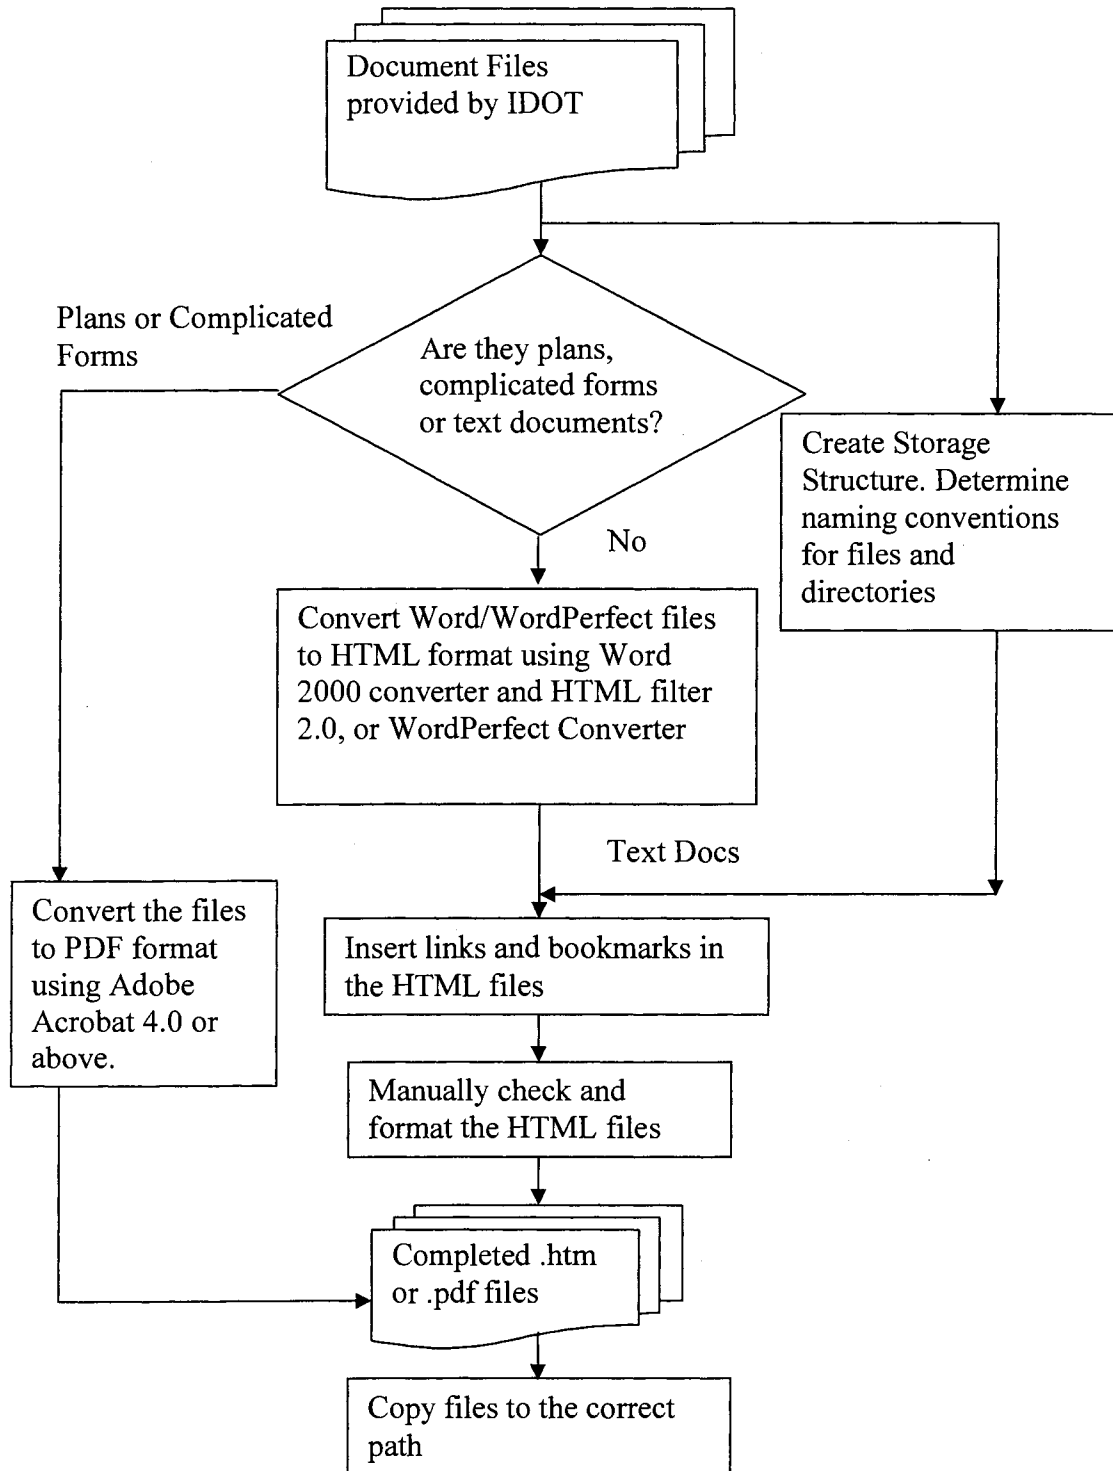 Document Files
provided by IDOT
Plans or Complicated
Forms
Are they plans,
complicated forms
or text documents?
Create Storage
Structure. Determine
naming conventions
for files and
directories
No
Convert Word/WordPerfect files
to HTML format using Word
2000 converter and HTML filter
2.0, or WordPerfect Converter
Text Docs
Convert the files
to PDF format
using Adobe
Acrobat 4.0 or
above.
Insert links and bookmarks in
the HTML files
Manually check and
format the HTML files
Completed .htm
or .pdf files
Copy files to the correct
path